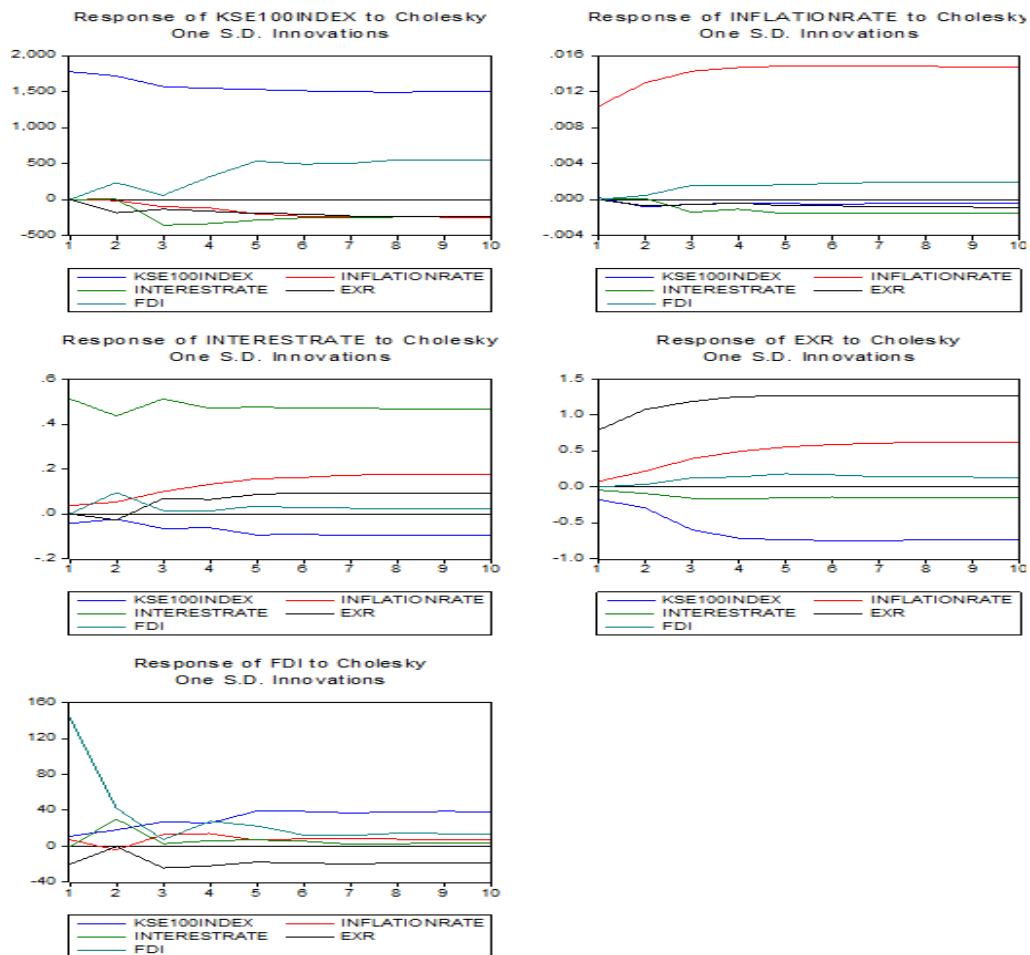 Response of KSE100INDEX to Cholesky
One S.D. Innovations
2,000
1,500
1,000
500
0
-500
1 2 3 4 5 6 7 8 9 10
KSE100INDEX INFLATIONRATE
INTERESTRATE EXR
FDI
Response of INFLATIONRATE to Cholesky
One S.D. Innovations
.016
.012
.008
.004
.000
-.004
1 2 3 4 5 6 7 8 9 10
KSE100INDEX INFLATIONRATE
INTERESTRATE EXR
FDI
Response of INTERESTRATE to Cholesky
One S.D. Innovations
.6
.4
.2
.0
-.2
1 2 3 4 5 6 7 8 9 10
KSE100INDEX INFLATIONRATE
INTERESTRATE EXR
FDI
Response of EXR to Cholesky
One S.D. Innovations
1.5
1.0
0.5
0.0
-0.5
-1.0
1 2 3 4 5 6 7 8 9 10
KSE100INDEX INFLATIONRATE
INTERESTRATE EXR
FDI
Response of FDI to Cholesky
One S.D. Innovations
160
120
80
40
0
-40
1 2 3 4 5 6 7 8 9 10
KSE100INDEX INFLATIONRATE
INTERESTRATE EXR
FDI